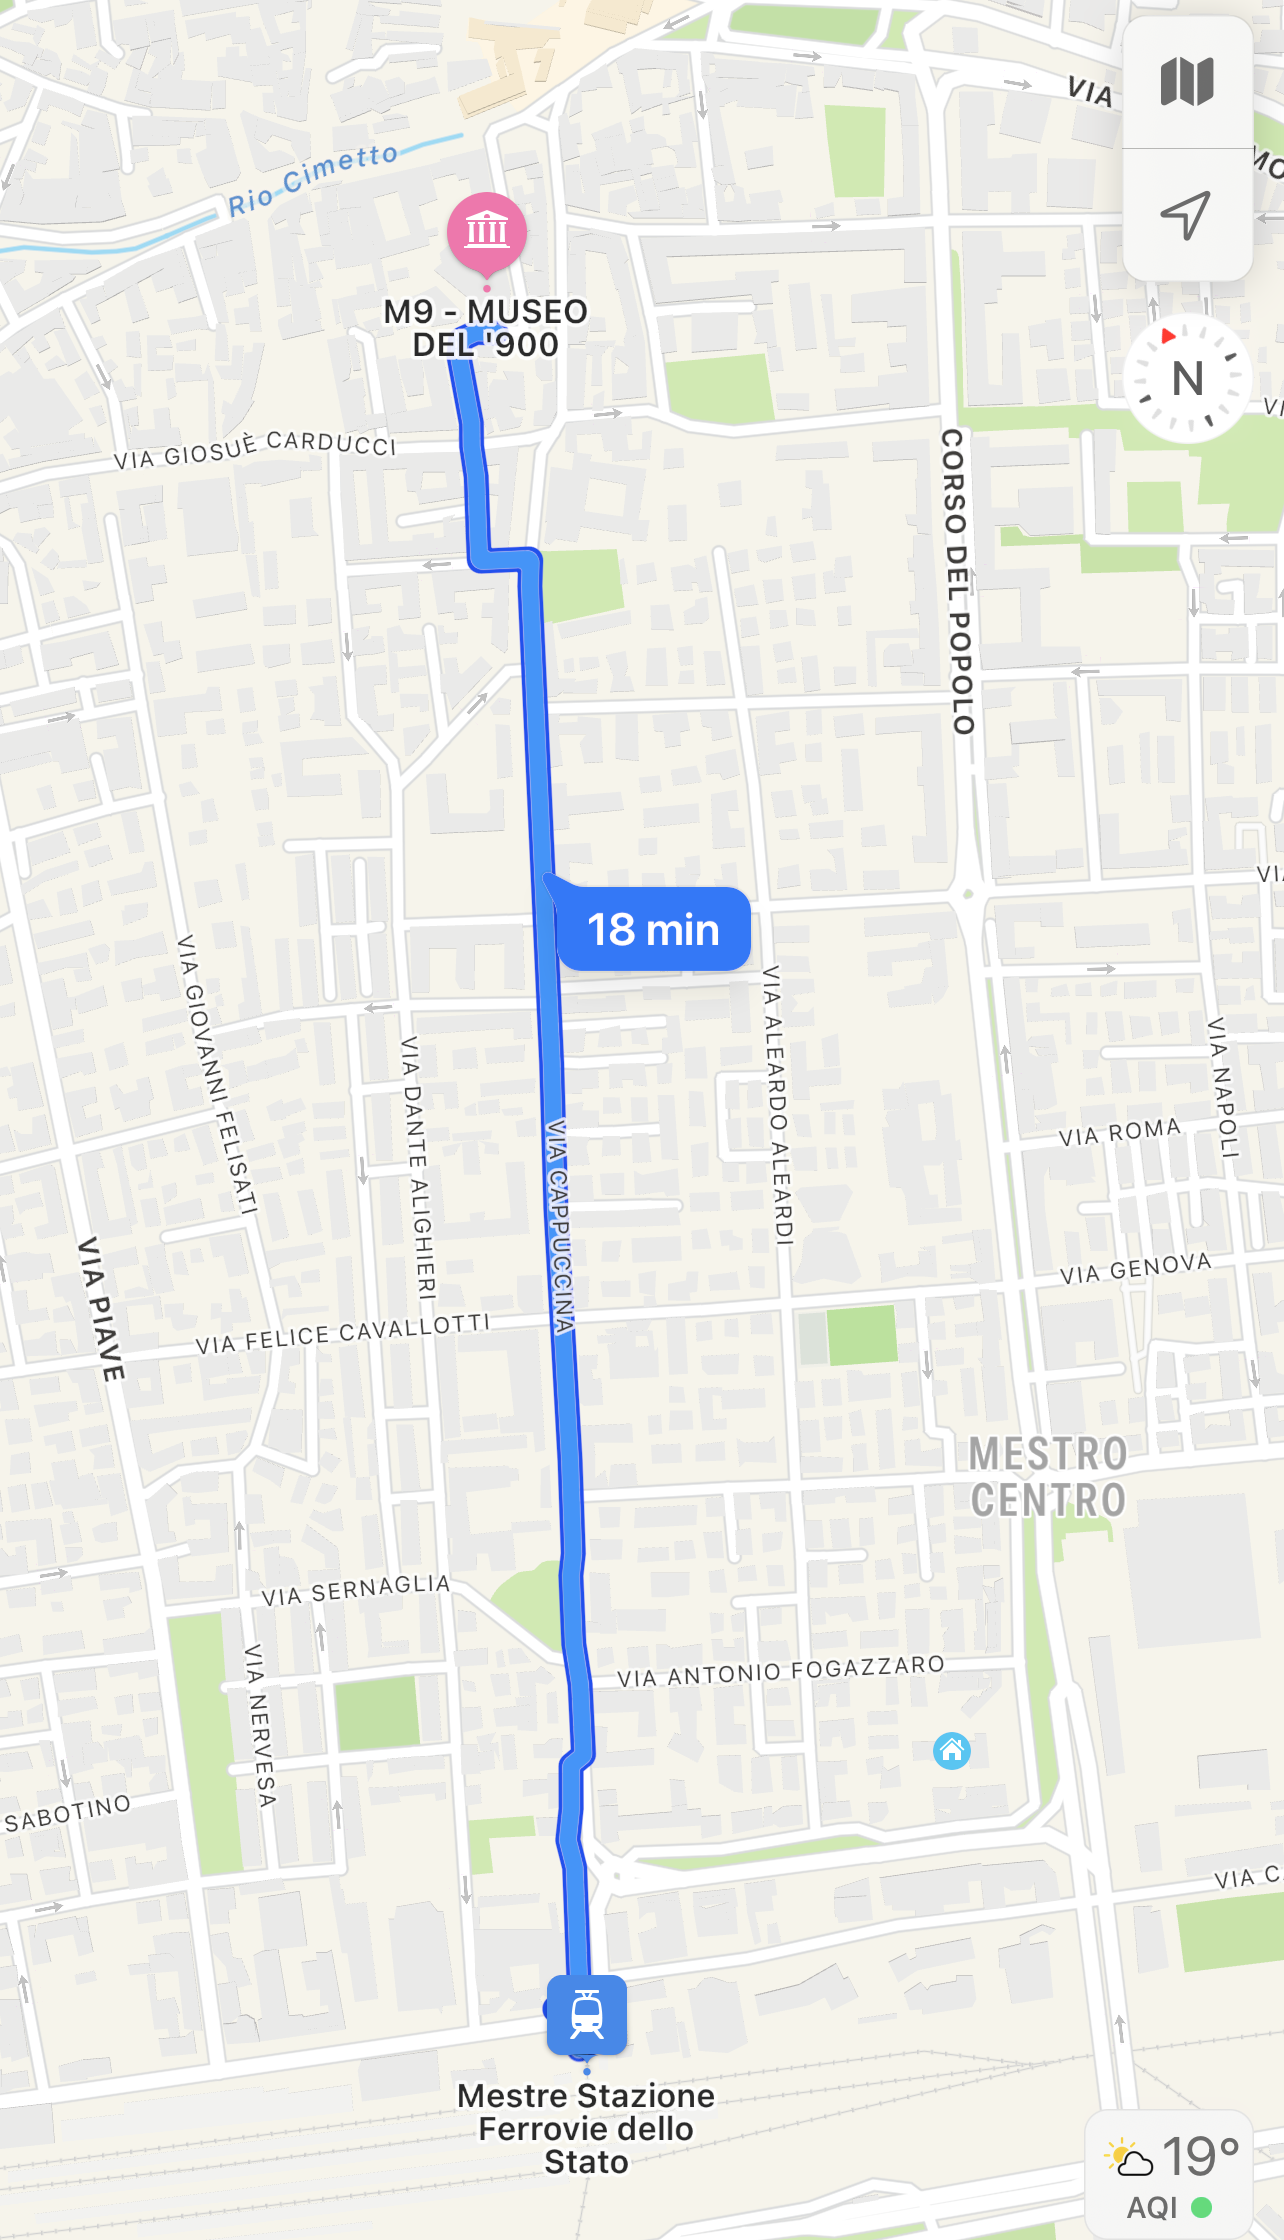 VIA
Rio Cimetto
M9 - MUSEO
DEL '900
N
VIA GIOSUÈ CARDUCCI
CORSO DEL POPOLO
18 min
VIA GIOVANNI FELISATI
VIA DANTE ALIGHIERI
VIA ALEARDO ALEARDI
VIA NAPOLI
VIA ROMA
VIA CAPPUCCINA
VIA PIAVE
VIA GENOVA
VIA FELICE CAVALLOTTI
MESTRO
CENTRO
VIA SERNAGLIA
VIA ANTONIO FOGAZZARO
VIA NERVESA
SABOTINO
VIA C
Mestre Stazione
Ferrovie dello
Stato
19°
AQI